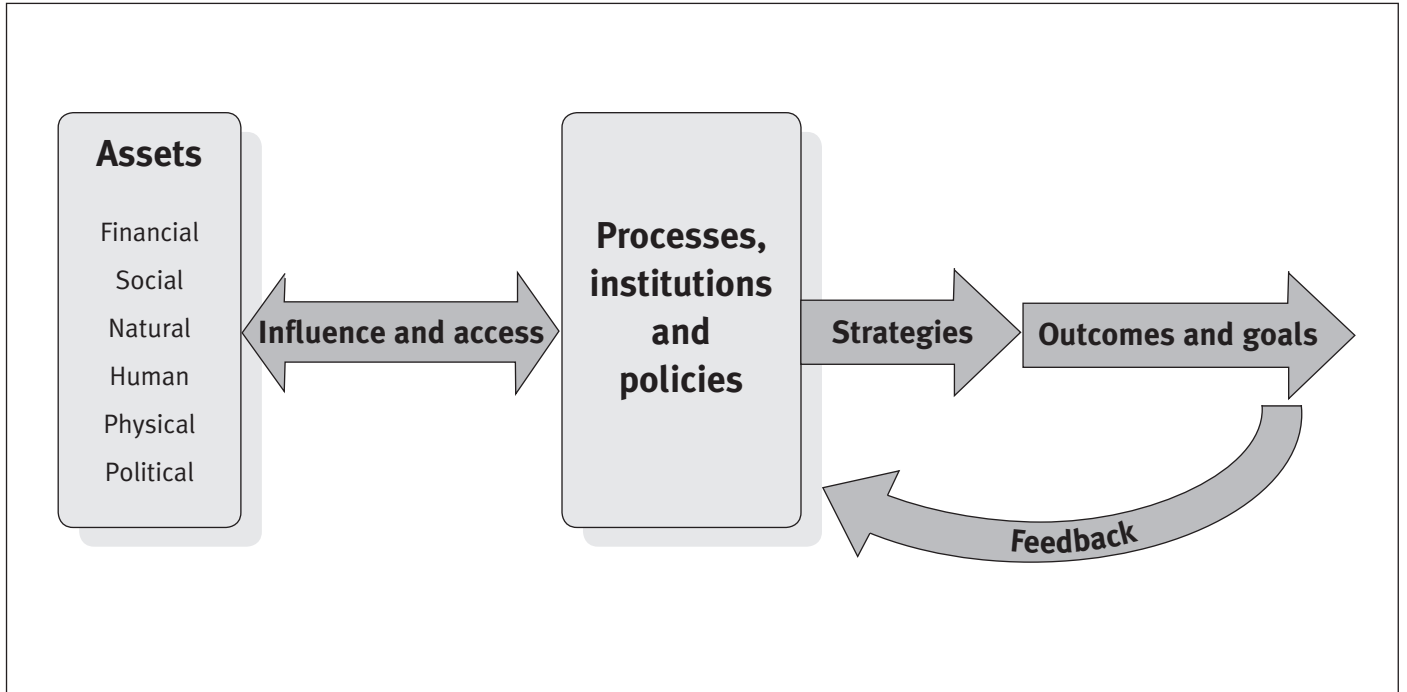 Assets
Financial
Social
Natural
Human
Physical
Political
Influence and access
Processes,
institutions
and
policies
Strategies
Outcomes and goals
Feedback